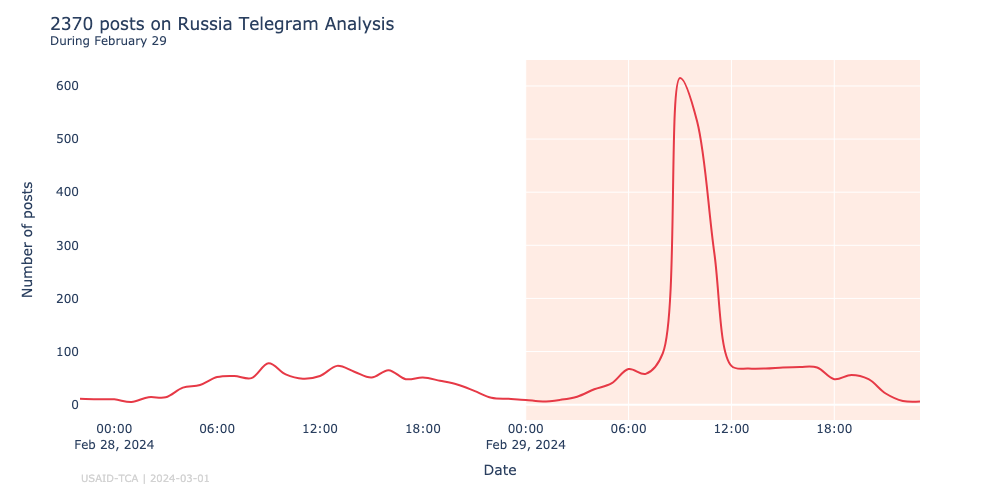 2370 posts on Russia Telegram Analysis
During February 29
Number of posts
600
500
400
300
200
100
0
00:00 06:00 12:00 18:00 00:00 06:00 12:00 18:00
Feb 28, 2024 Feb 29, 2024
Date
USAID-TCA | 2024-03-01